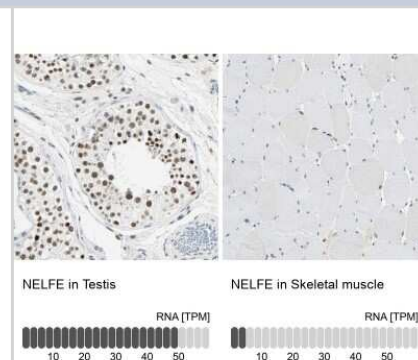 NELFE in Testis
NELFE in Skeletal muscle
RNA [TPM]
RNA [TPM]
10 20 30 40 50
10 20 30 40 50